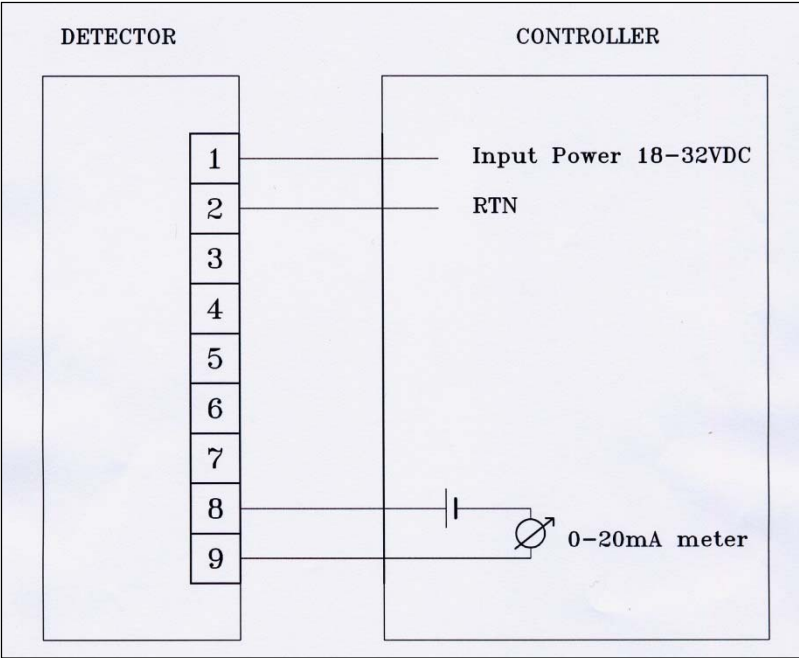 DETECTOR
CONTROLLER
1
Input Power 18-32VDC
2
RTN
3
4
5
6
7
8
9
0-20mA meter